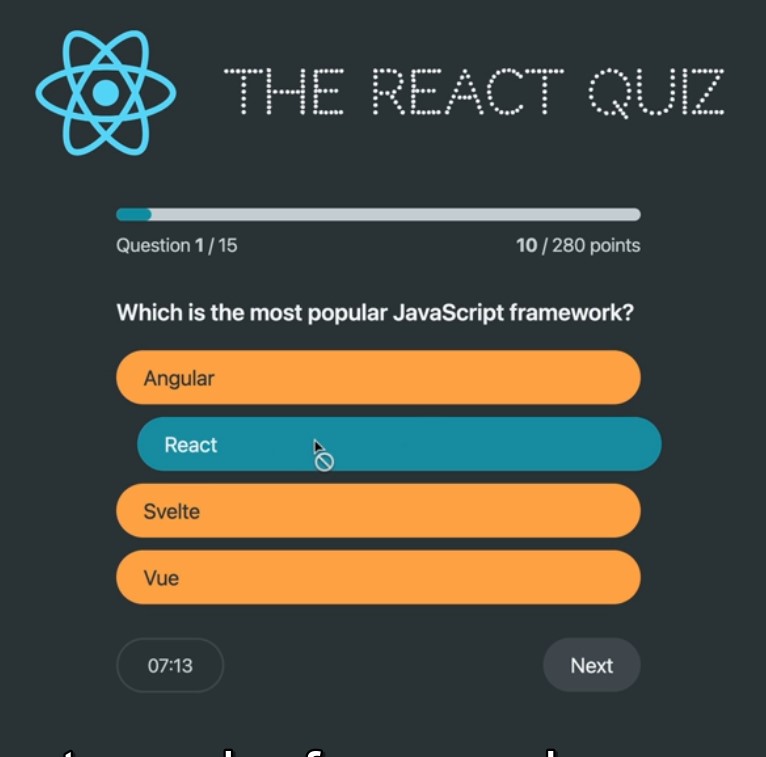 THE REACT QUIZ
Question 1 / 15
10 / 280 points
Which is the most popular JavaScript framework?
Angular
React
Svelte
Vue
07:13
Next